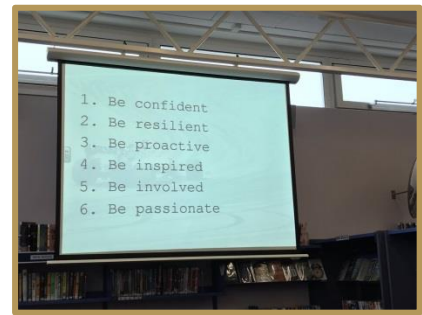 1. Be confident
2. Be resilient
3. Be proactive
4. Be inspired
5. Be involved
6. Be passionate